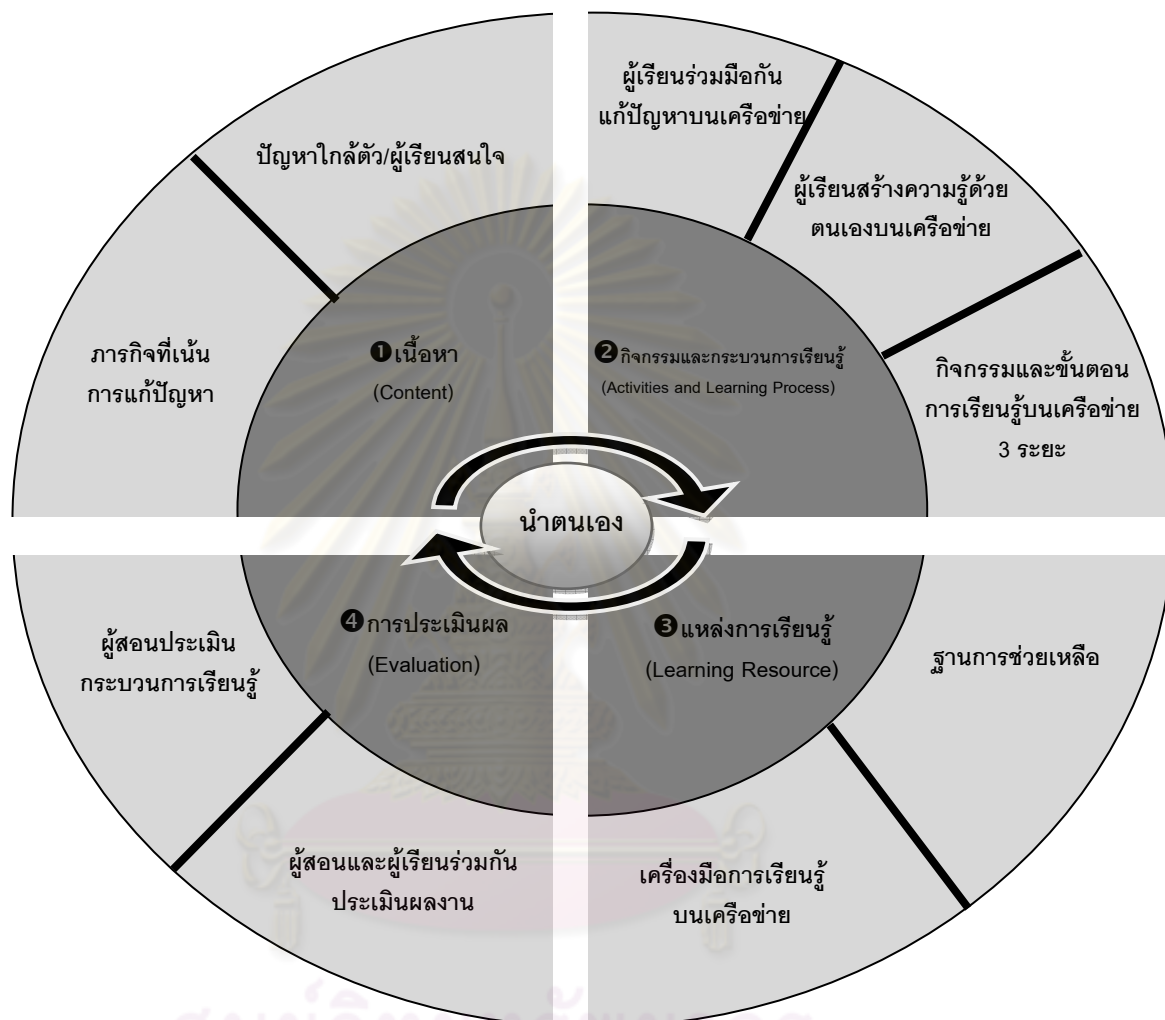 ปัญหาใกล้ตัว/ผู้เรียนสนใจ
ภารกิจที่เน้น
การแก้ปัญหา
❶เนื้อหา
(Content)
ผู้เรียนร่วมมือกัน
แก้ปัญหาบนเครือข่าย
ผู้เรียนสร้างความรู้ด้วย
ตนเองบนเครือข่าย
กิจกรรมและขั้นตอน
การเรียนรู้บนเครือข่าย
3 ระยะ
❷กิจกรรมและกระบวนการเรียนรู้
(Activities and Learning Process)
นำตนเอง
❸แหล่งการเรียนรู้
(Learning Resource)
ฐานการช่วยเหลือ
เครื่องมือการเรียนรู้
บนเครือข่าย
❹การประเมินผล
(Evaluation)
ผู้สอนประเมิน
กระบวนการเรียนรู้
ผู้สอนและผู้เรียนร่วมกัน
ประเมินผลงาน